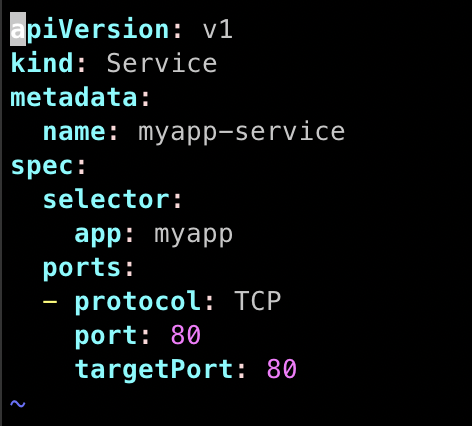 apiVersion: v1
kind: Service
metadata:
  name: myapp-service
spec:
  selector:
    app: myapp
  ports:
  - protocol: TCP
    port: 80
    targetPort: 80
~